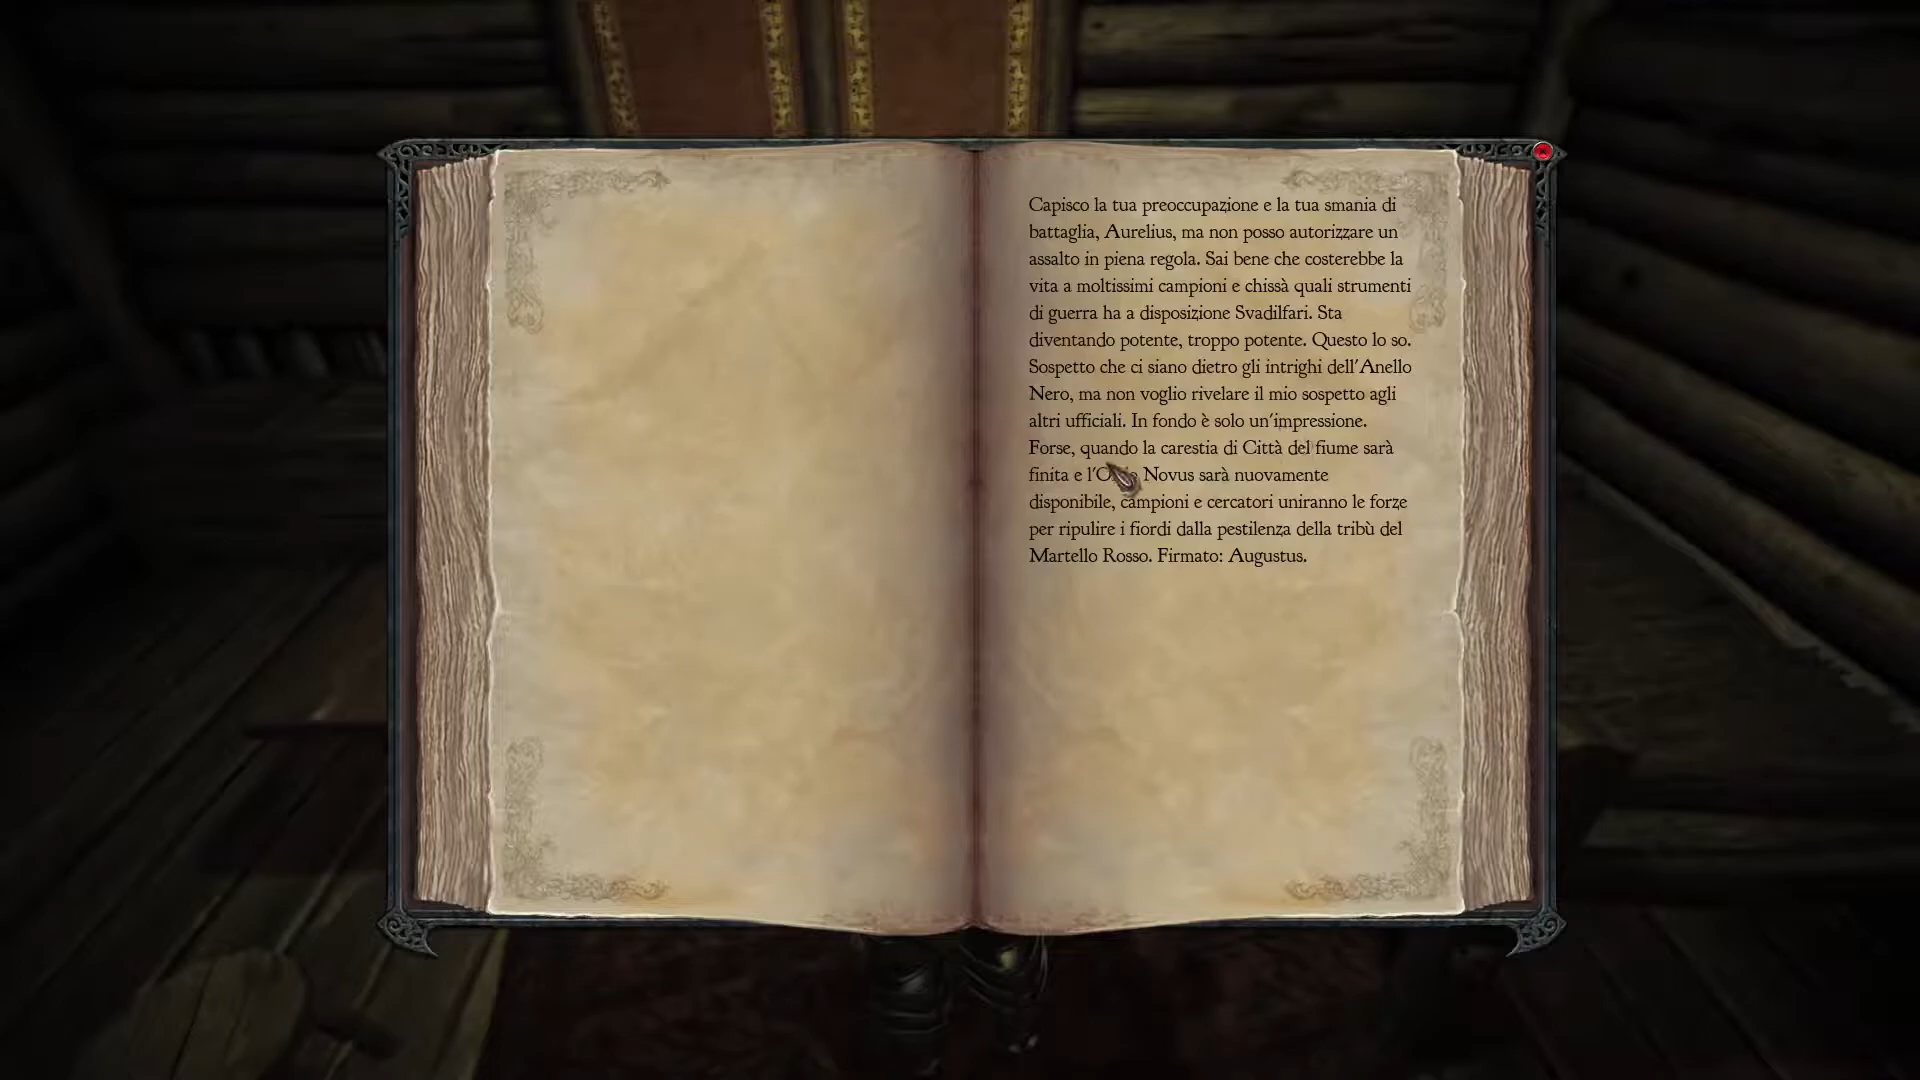 Capisco la tua preoccupazione e la tua smania di
battaglia, Aurelius, ma non posso autorizzare un
assalto in piena regola. Sai bene che costerebbe la
vita a moltissimi campioni e chissà quali strumenti
di guerra ha a disposizione Svadilfari. Sta
diventando potente, troppo potente. Questo lo so.
Sospetto che ci siano dietro gli intrighi dell'Anello
Nero, ma non voglio rivelare il mio sospetto agli
altri ufficiali. In fondo è solo un'impressione.
Forse, quando la carestia di Città del fiume sarà
finita e Novus sarà nuovamente
disponibile, campioni e cercatori uniranno le forze
per ripulire i fiordi dalla pestilenza della tribù del
Martello Rosso. Firmato: Augustus.